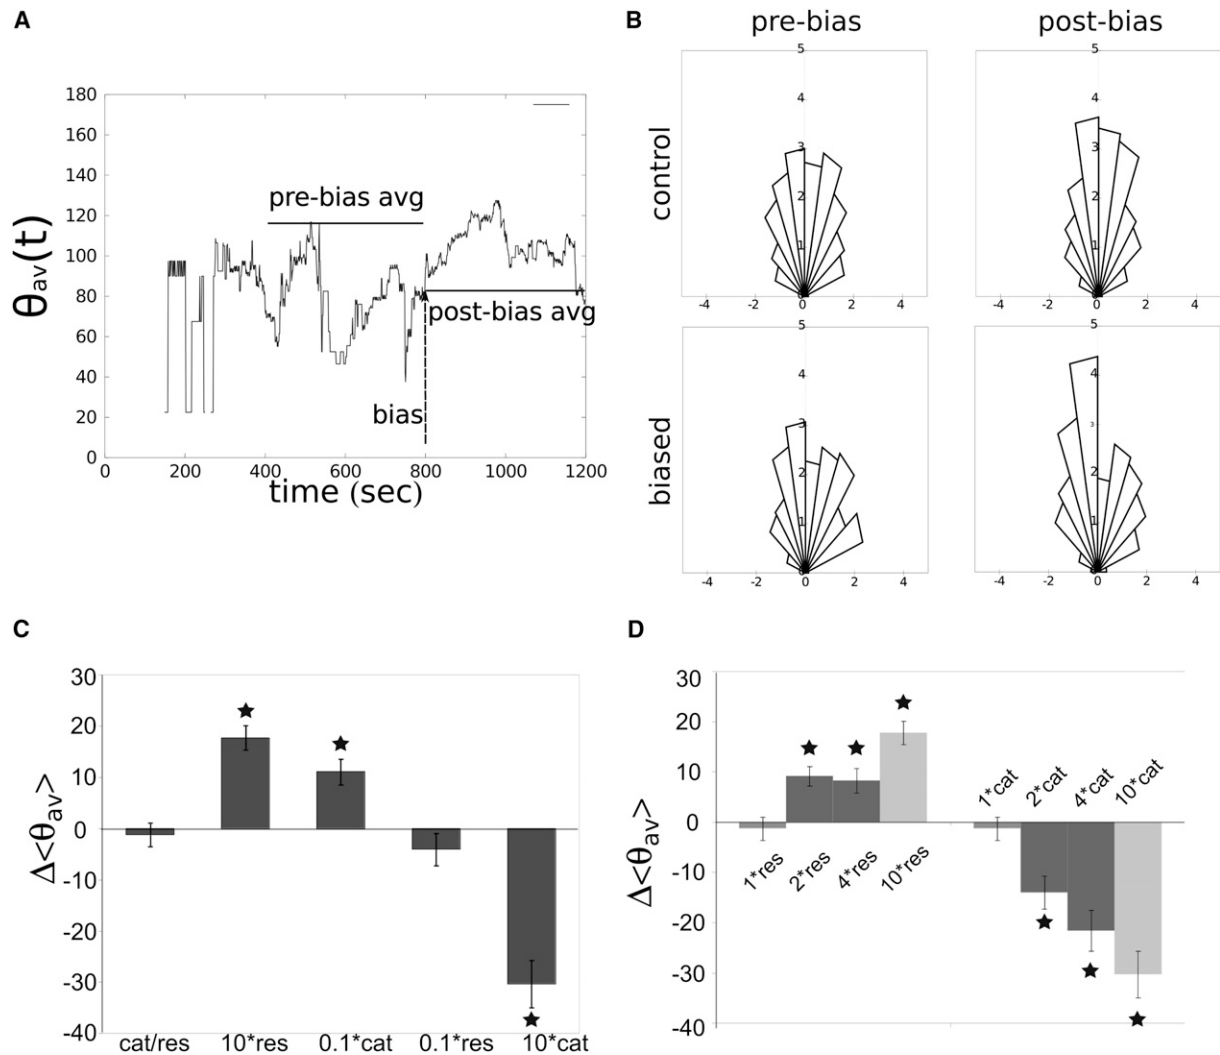 A
180
160
140
120
100
80
60
40
20
0
θav(t)
pre-bias avg
post-bias avg
bias
0 200 400 600 800 1000 1200
time (sec)
B
pre-bias post-bias
control
5
4
3
2
1
0
-4 -2 0 2 4
5
4
3
2
1
0
-4 -2 0 2 4
biased
5
4
3
2
1
-4 -2 0 2 4
5
4
3
2
1
-4 -2 0 2 4
C
30
20
10
0
-10
-20
-30
-40
Δ<θav>
cat/res 10*res 0.1*cat 0.1*res 10*cat
D
30
20
10
0
-10
-20
-30
-40
Δ<θav>
1*res 2*res 4*res 10*res
1*cat 2*cat 4*cat 10*cat